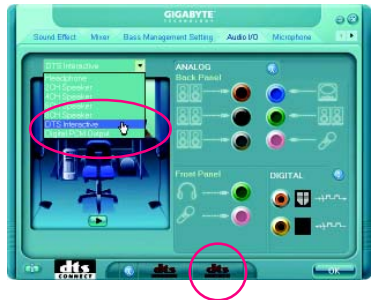 GIGABYTE
TECHNOLOGY
Sound Effect Mixer Bass Management Setting Audio I/O Microphone
DTS Interactive
Headphone
2CH Speaker
4CH Speaker
6CH Speaker
8CH Speaker
DTS Interactive
Digital PCM Output
ANALOG
Back Panel
Front Panel
DIGITAL
dts
CONNECT
dts
dts
OK